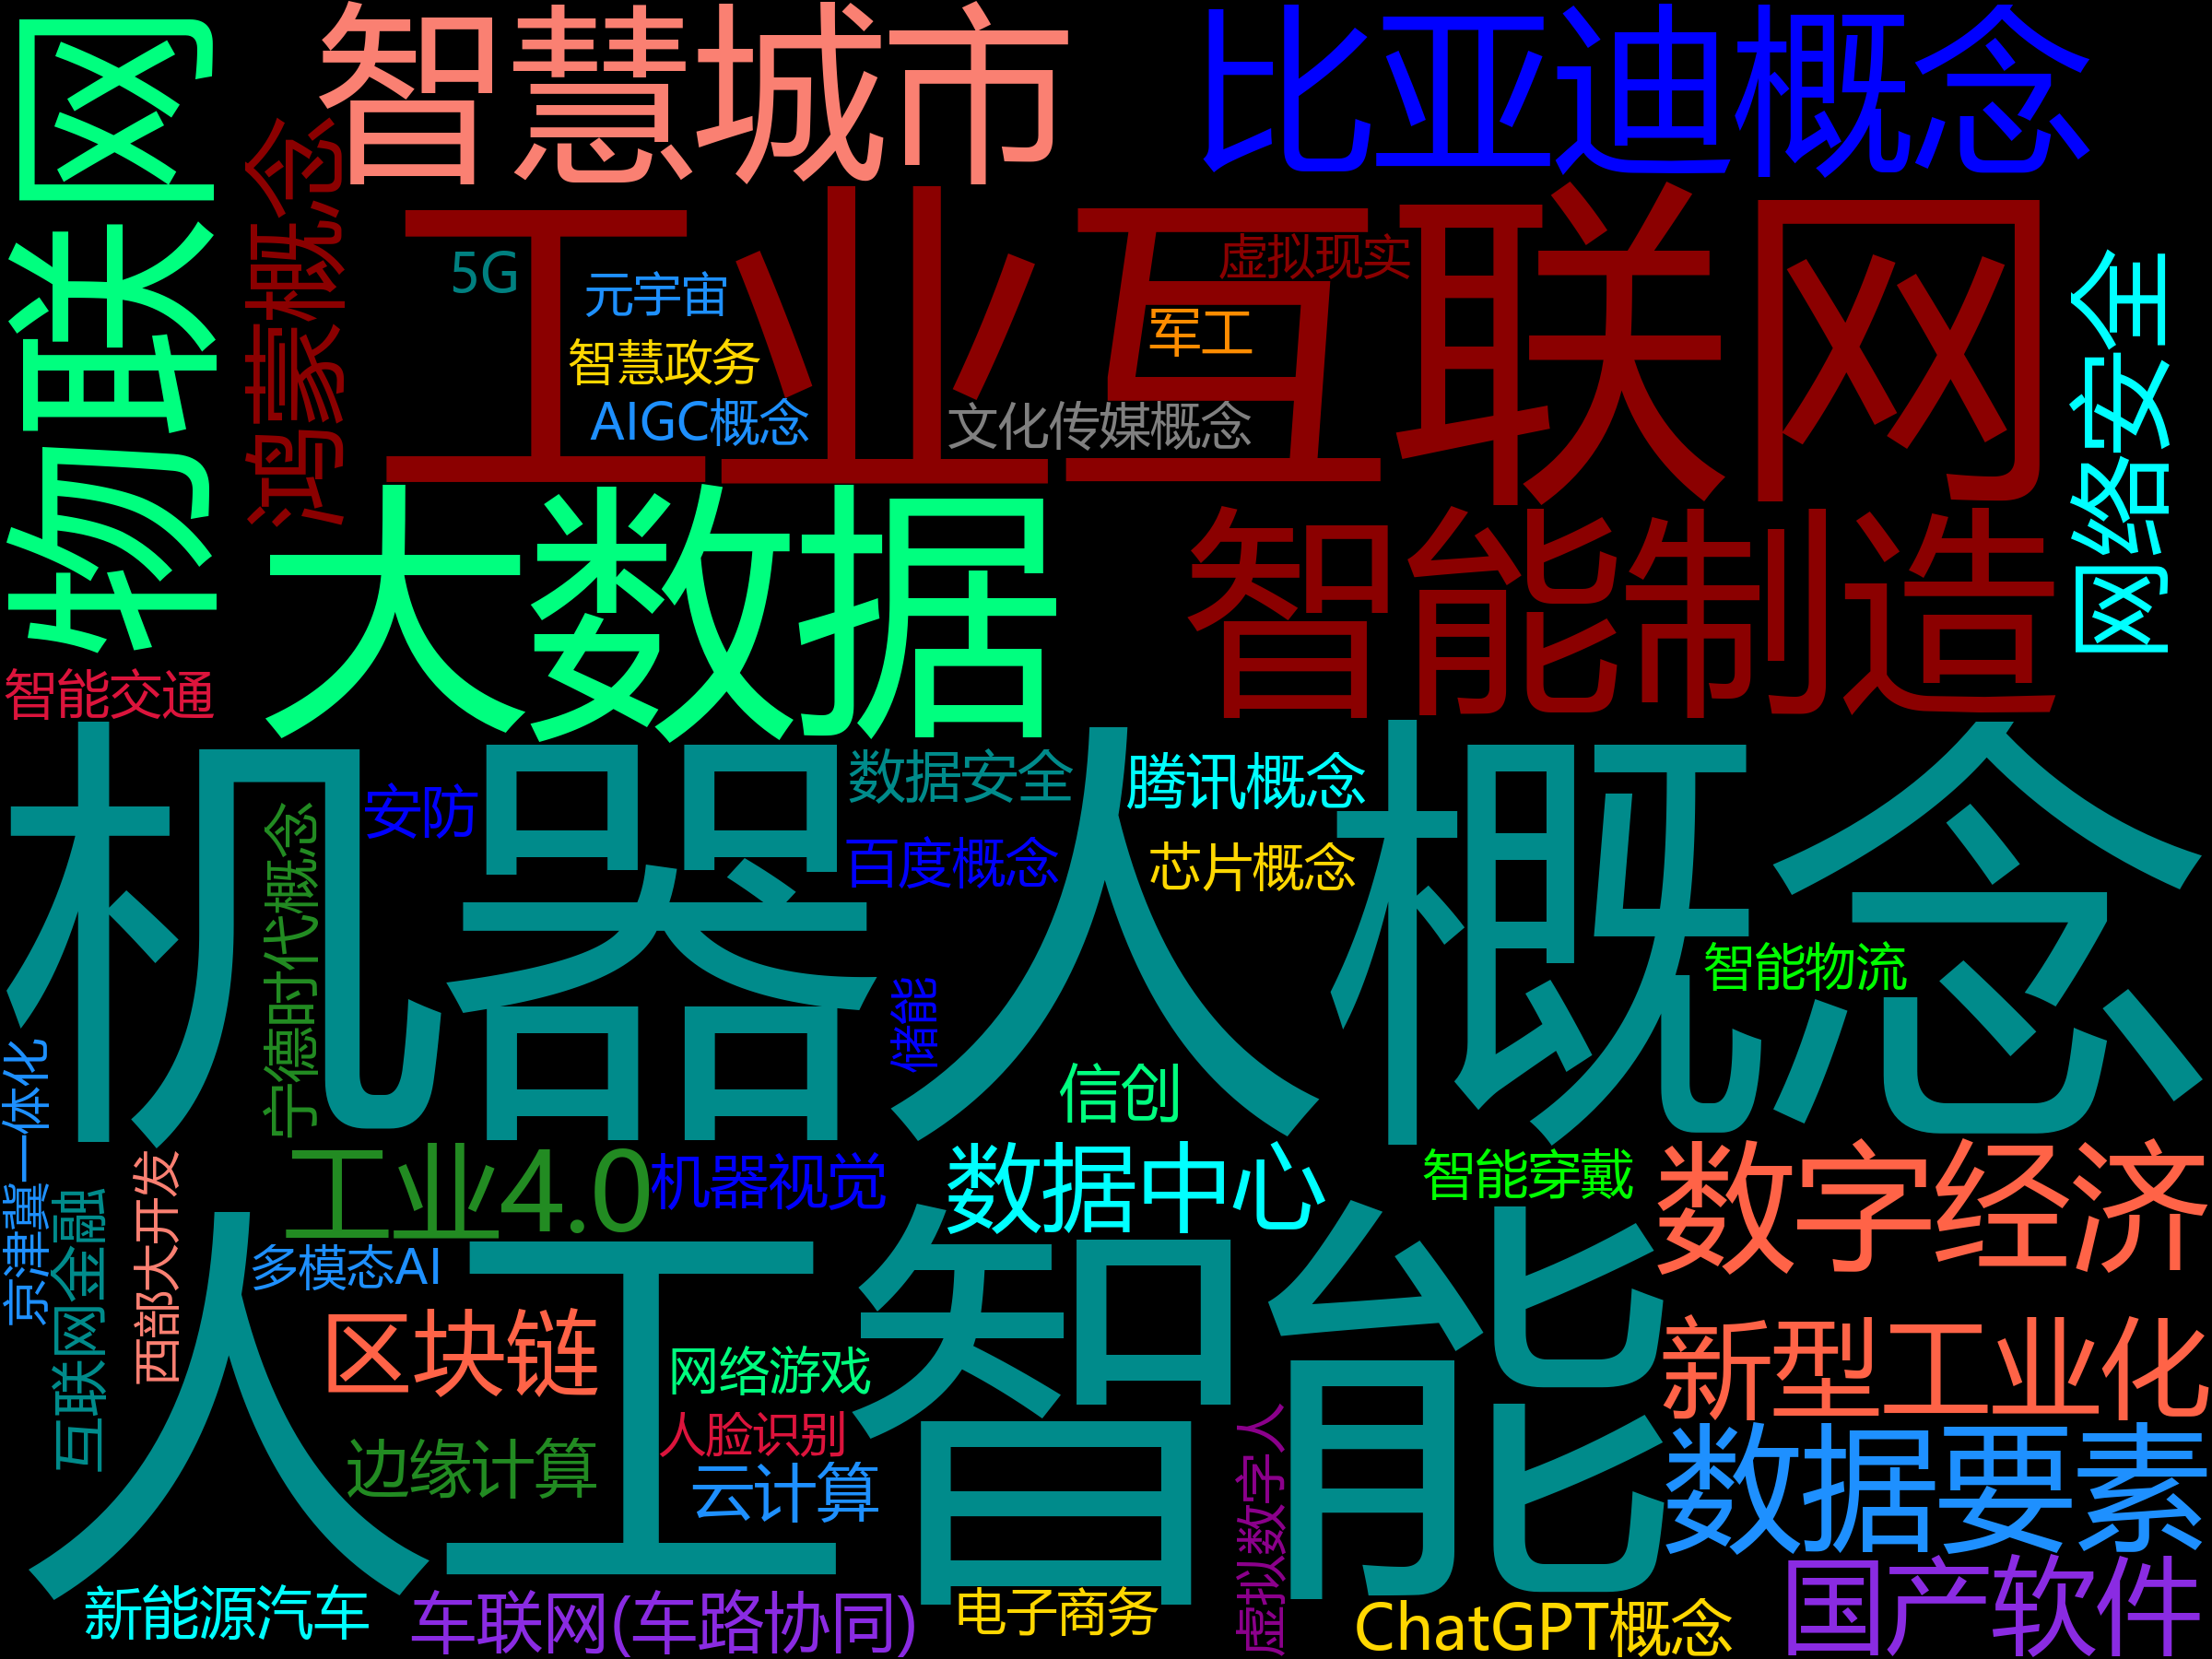 物联网
智慧城市
比亚迪概念
鸿蒙概念
工业互联网
5G
元宇宙
虚拟现实
军工
智慧政务
AIGC概念
文化传媒概念
网络安全
大数据
智能制造
智能交通
机器人概念
安防
数据安全
腾讯概念
百度概念
芯片概念
宁德时代概念
智能物流
储能
信创
京津冀一体化
互联网金融
西部大开发
工业4.0
机器视觉
数据中心
智能穿戴
数字经济
人工智能
多模态AI
区块链
网络游戏
新型工业化
人脸识别
边缘计算
云计算
虚拟数字人
数据要素
新能源汽车
车联网(车路协同)
电子商务
ChatGPT概念
国产软件